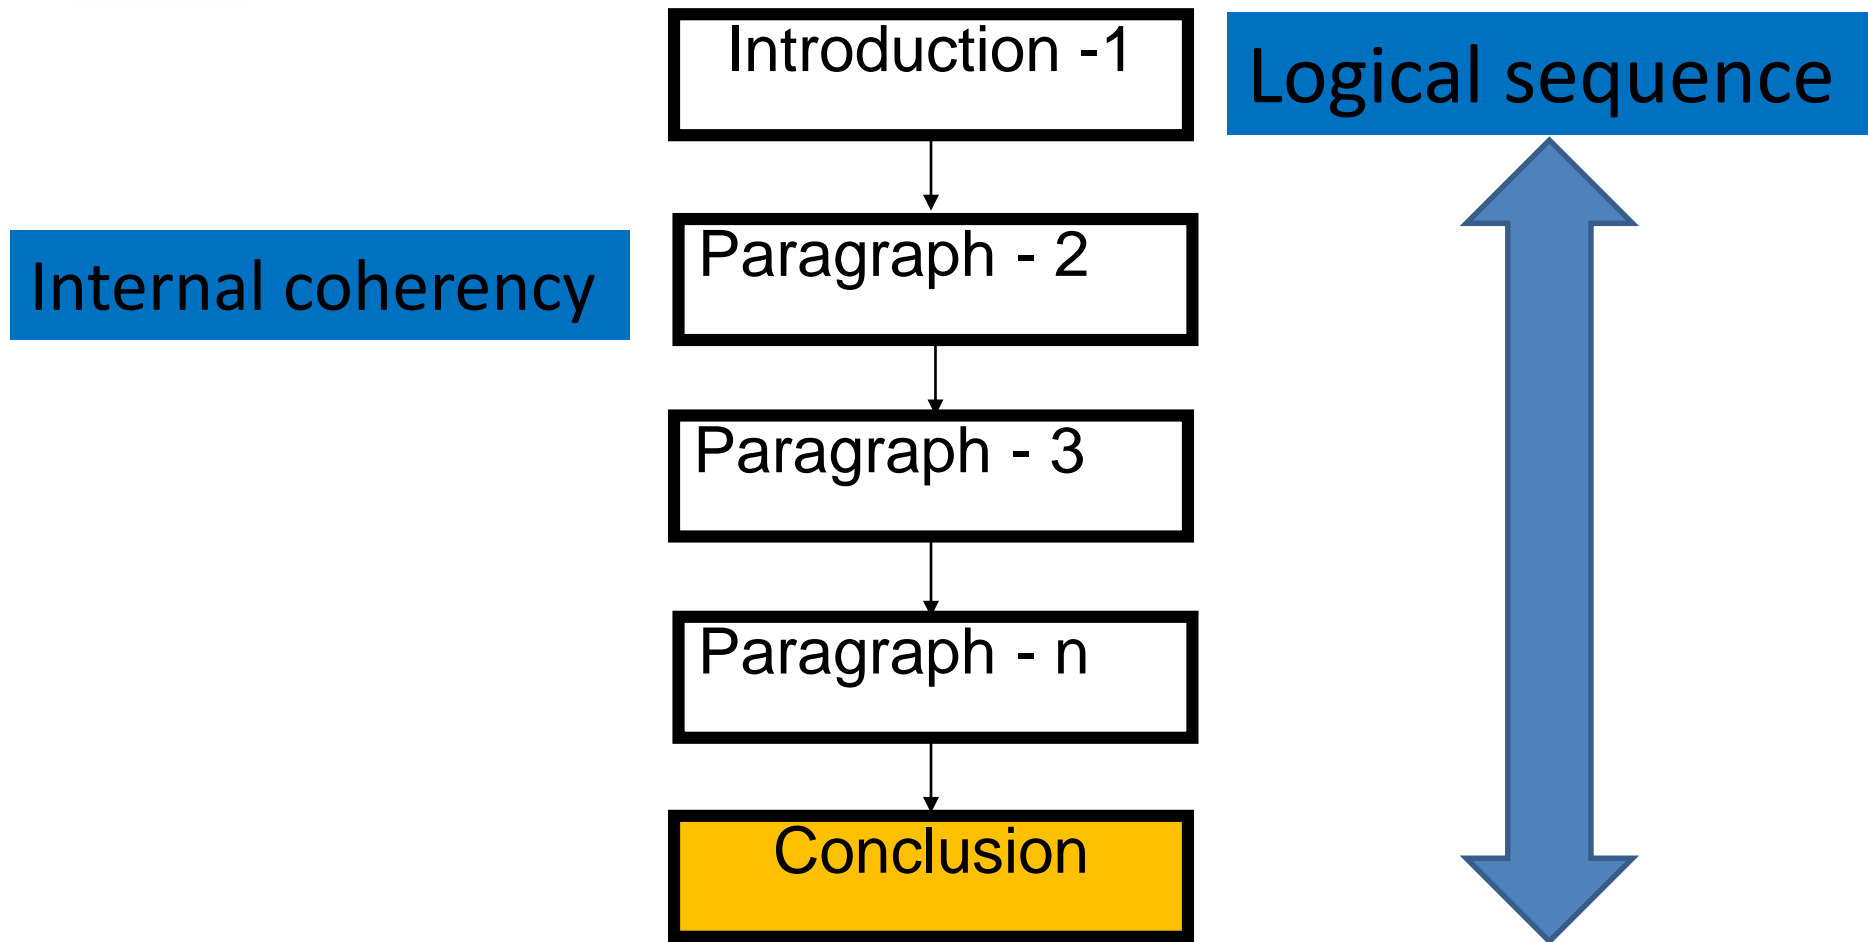 Introduction -1
Logical sequence
Paragraph - 2
Internal coherency
Paragraph - 3
Paragraph - n
Conclusion